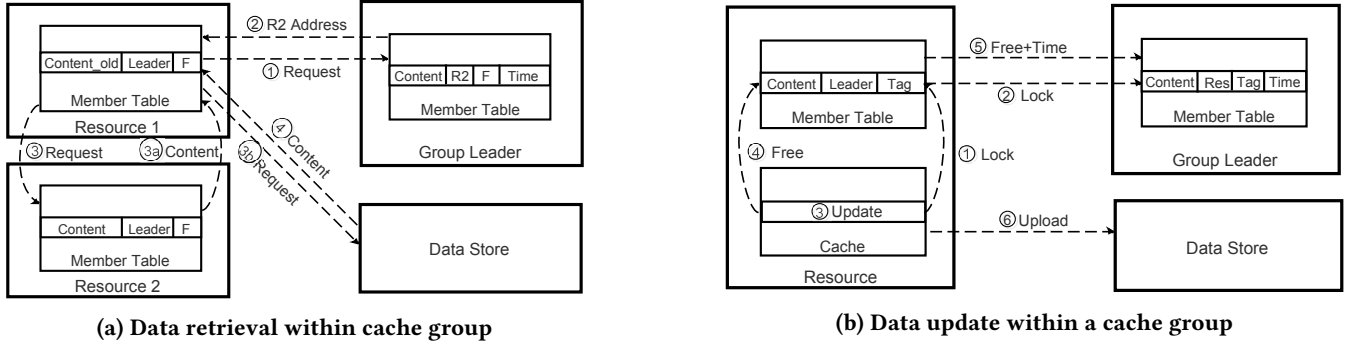 ② R2 Address
Content_old Leader F
① Request
Member Table
Resource 1
Content R2 F Time
Member Table
Group Leader
③ Request
3a Content
④ Content
3b Request
Content Leader F
Member Table
Resource 2
Data Store
(a) Data retrieval within cache group
⑤ Free+Time
Content Leader Tag
② Lock
Member Table
Content Res Tag Time
Member Table
Group Leader
④ Free
① Lock
③ Update
Cache
Resource
⑥ Upload
Data Store
(b) Data update within a cache group